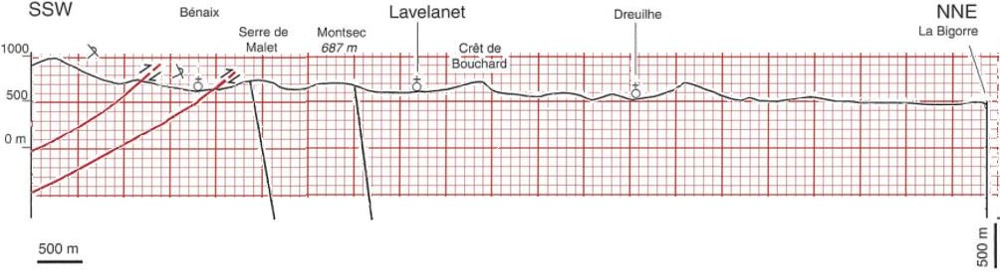 SSW
Bénaix
Serre de
Malet
Montsec
687 m
Lavelanet
Crêt de
Bouchard
Dreuilhe
NNE
La Bigorre
1000
500
0 m
500 m
500 m